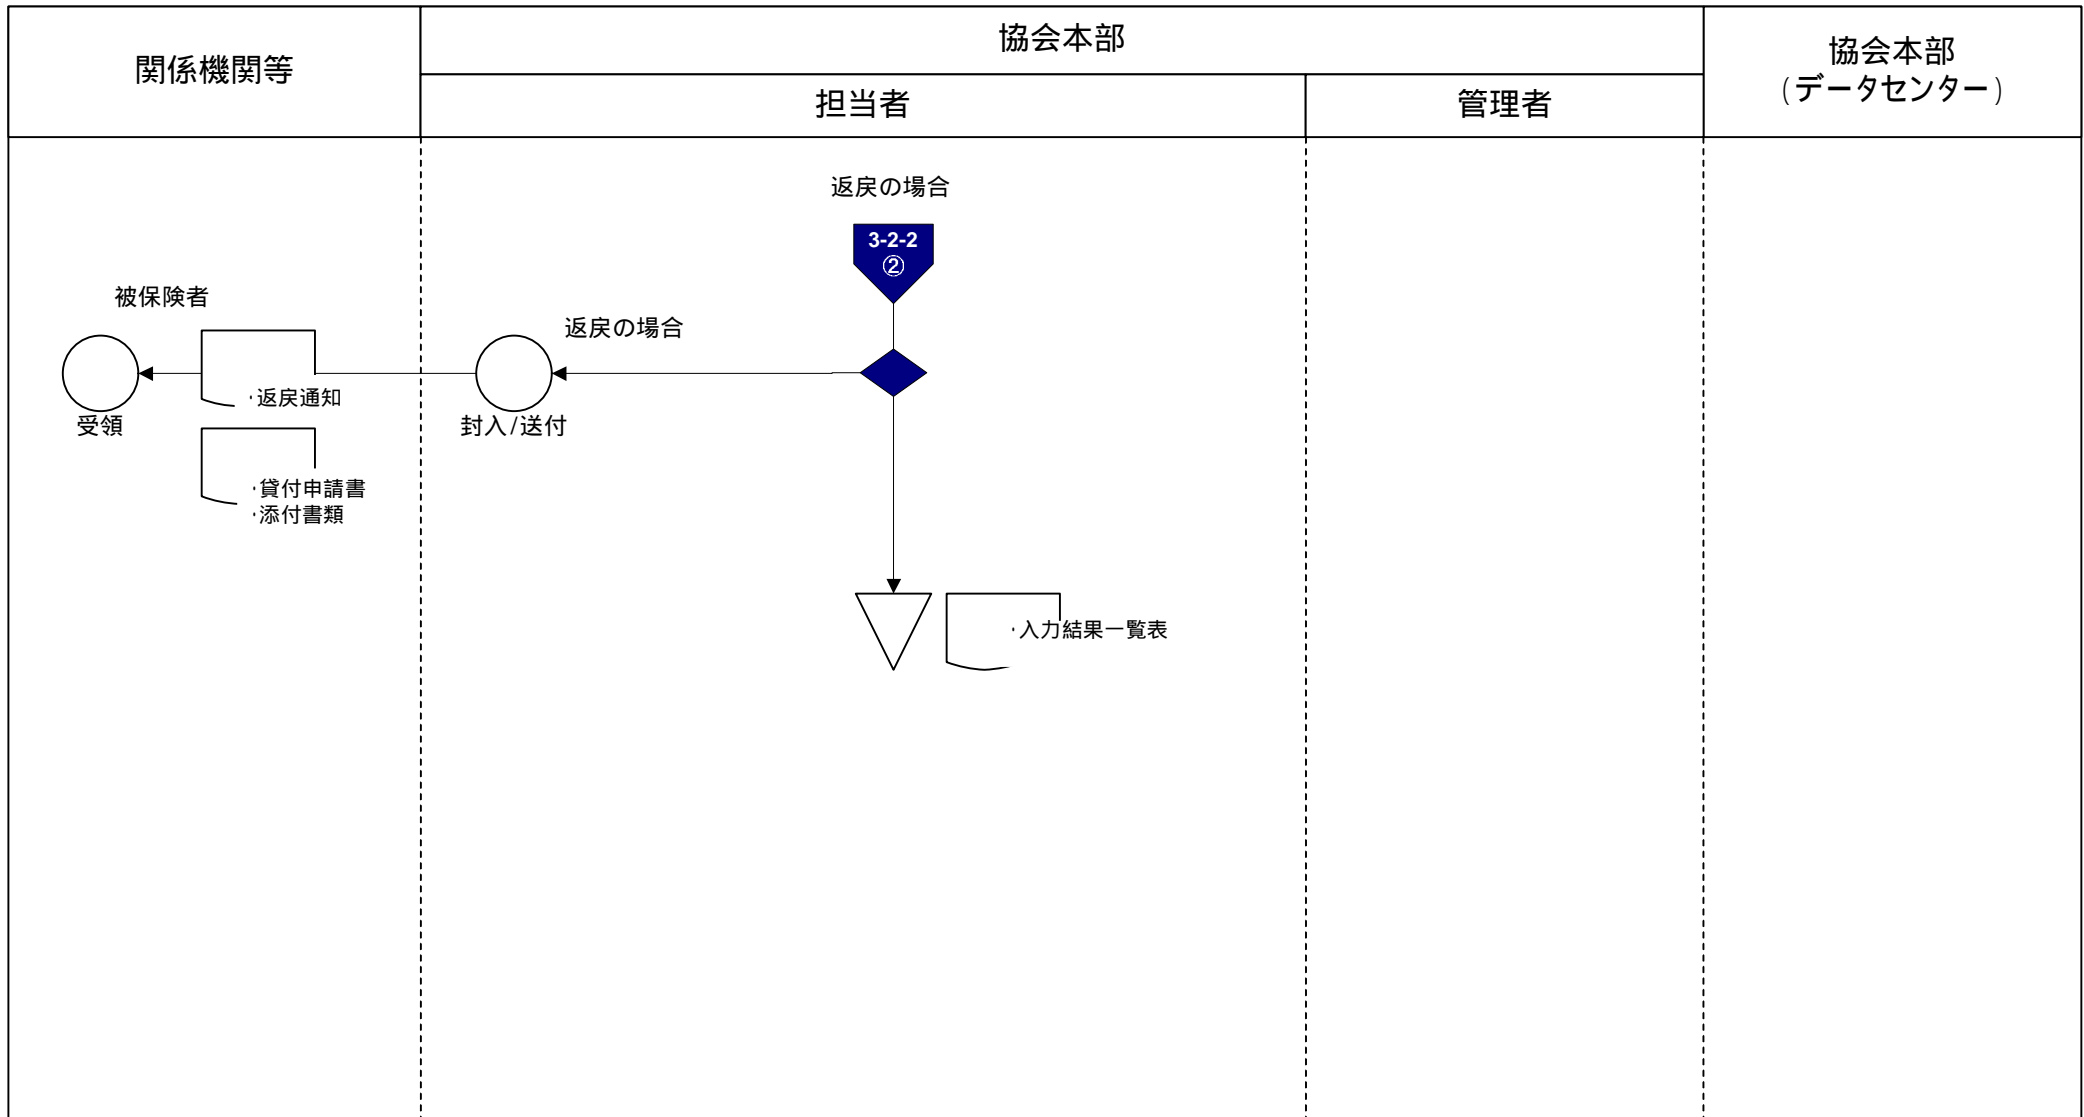 関係機関等
協会本部
担当者
管理者
協会本部
(データセンター)
返戻の場合
3-2-2
②
被保険者
返戻の場合
・返戻通知
受領
封入/送付
・貸付申請書
・添付書類
・入力結果一覧表